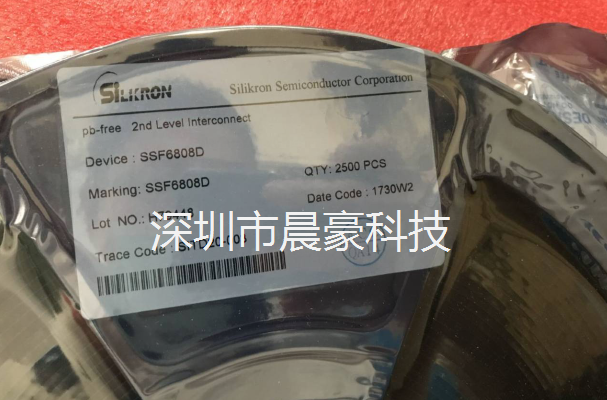 SILIKRON
Silikron Semiconductor Corporation
pb-free 2nd Level Interconnect
Device : SSF6808D
QTY: 2500 PCS
Marking: SSF6808D
Date Code : 1730W2
Lot NO.:
深圳市晨豪科技
Trace Code :